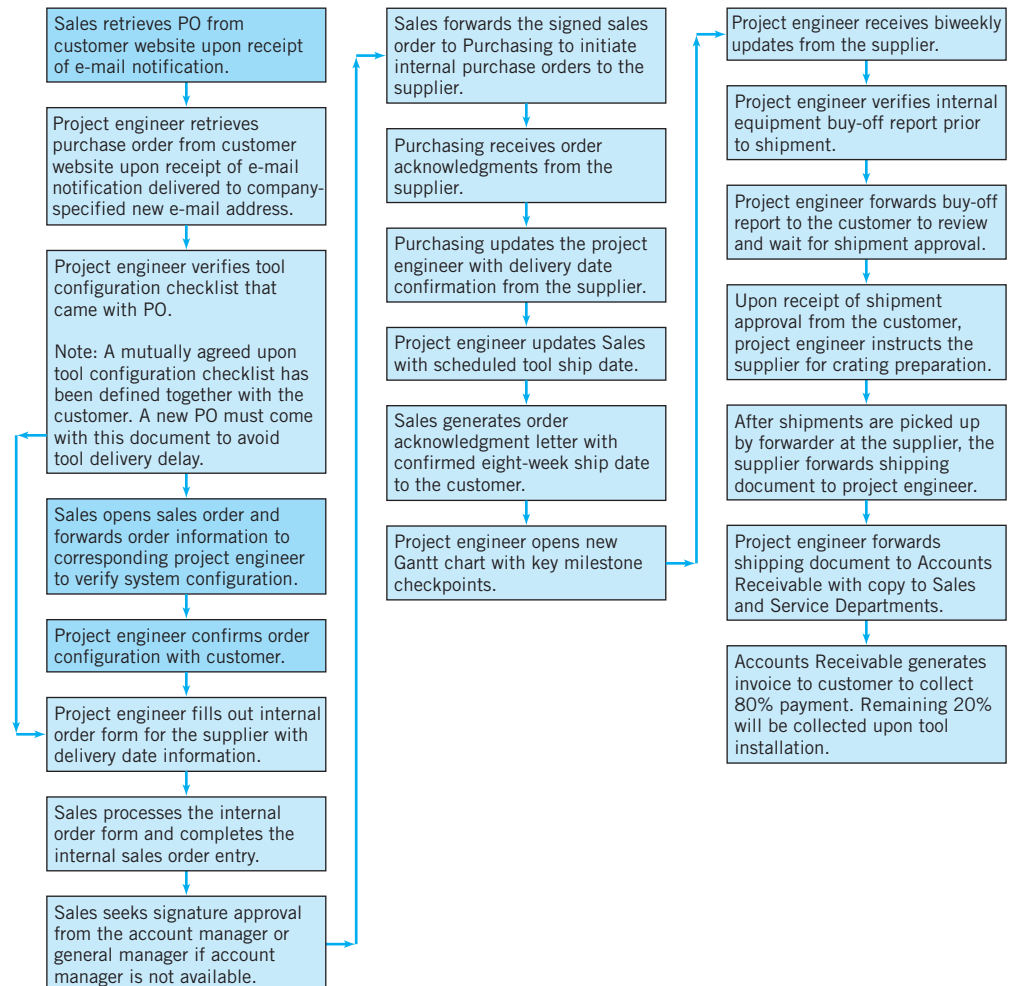 Sales retrieves PO from
customer website upon receipt
of e-mail notification.
Project engineer retrieves
purchase order from customer
website upon receipt of e-mail
notification delivered to company-
specified new e-mail address.
Project engineer verifies tool
configuration checklist that
came with PO.
Note: A mutually agreed upon
tool configuration checklist has
been defined together with the
customer. A new PO must come
with this document to avoid
tool delivery delay.
Sales opens sales order and
forwards order information to
corresponding project engineer
to verify system configuration.
Project engineer confirms order
configuration with customer.
Project engineer fills out internal
order form for the supplier with
delivery date information.
Sales processes the internal
order form and completes the
internal sales order entry.
Sales seeks signature approval
from the account manager or
general manager if account
manager is not available.
Sales forwards the signed sales
order to Purchasing to initiate
internal purchase orders to the
supplier.
Purchasing receives order
acknowledgments from the
supplier.
Purchasing updates the project
engineer with delivery date
confirmation from the supplier.
Project engineer updates Sales
with scheduled tool ship date.
Sales generates order
acknowledgment letter with
confirmed eight-week ship date
to the customer.
Project engineer opens new
Gantt chart with key milestone
checkpoints.
Project engineer receives biweekly
updates from the supplier.
Project engineer verifies internal
equipment buy-off report prior
to shipment.
Project engineer forwards buy-off
report to the customer to review
and wait for shipment approval.
Upon receipt of shipment
approval from the customer,
project engineer instructs the
supplier for crating preparation.
After shipments are picked up
by forwarder at the supplier, the
supplier forwards shipping
document to project engineer.
Project engineer forwards
shipping document to Accounts
Receivable with copy to Sales
and Service Departments.
Accounts Receivable generates
invoice to customer to collect
80% payment. Remaining 20%
will be collected upon tool
installation.